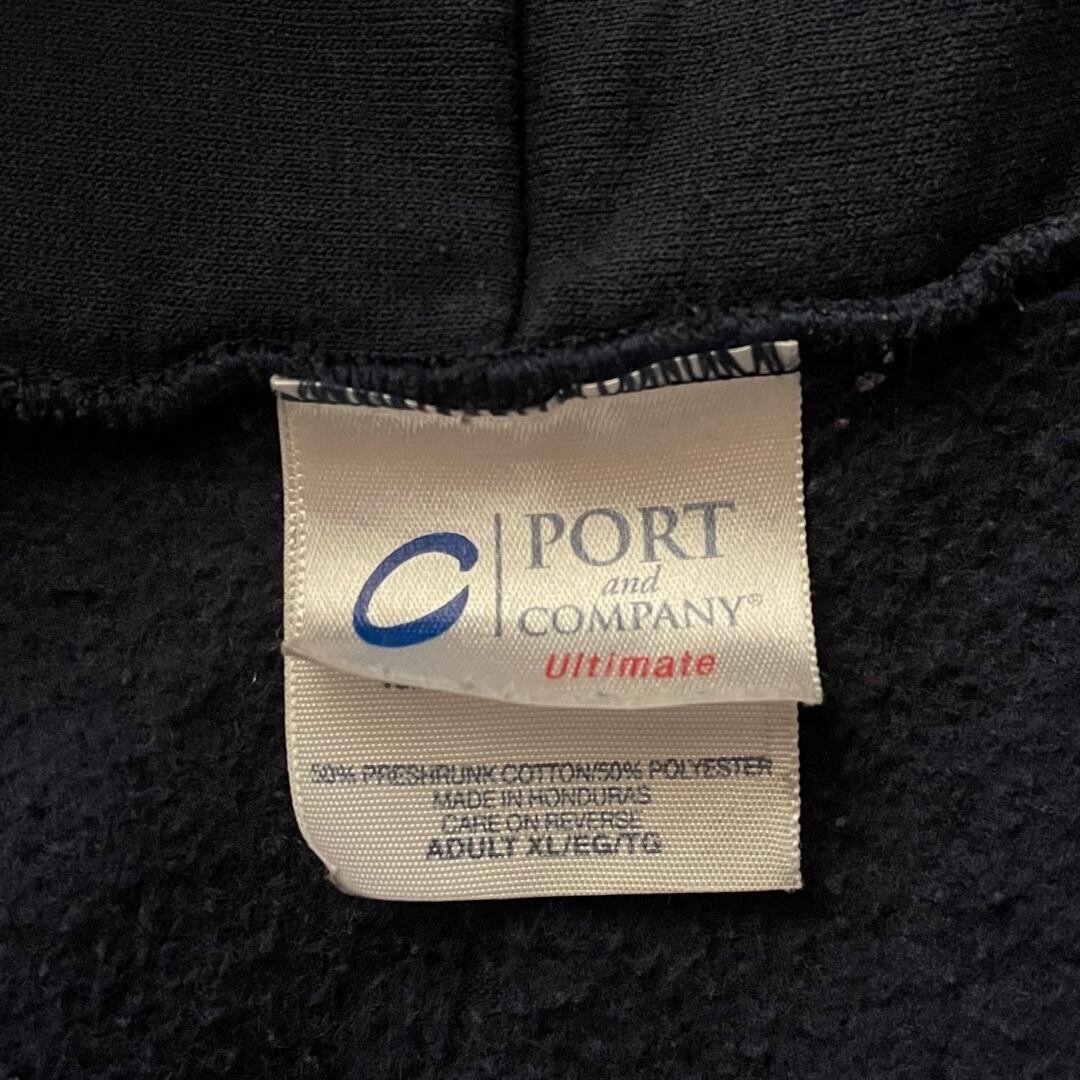 PORT
and
COMPANY®
Ultimate
50% PRESHRUNK COTTON/50% POLYESTER
MADE IN HONDURAS
CARE ON REVERSE
ADULT XL/EG/TG